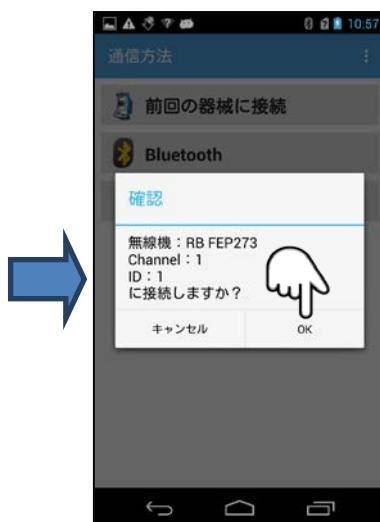 10:57
通信方法
前回の器械に接続
Bluetooth
確認
無線機：RB FEP273
Channel：1
ID：1
に接続しますか？
キャンセル
OK